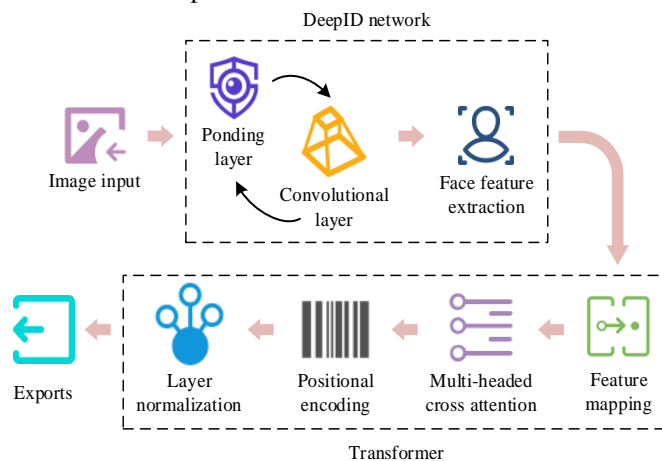 DeepID network
Ponding
layer
Image input
Convolutional
layer
Face feature
extraction
Exports
Layer
normalization
Positional
encoding
Multi-headed
cross attention
Feature
mapping
Transformer